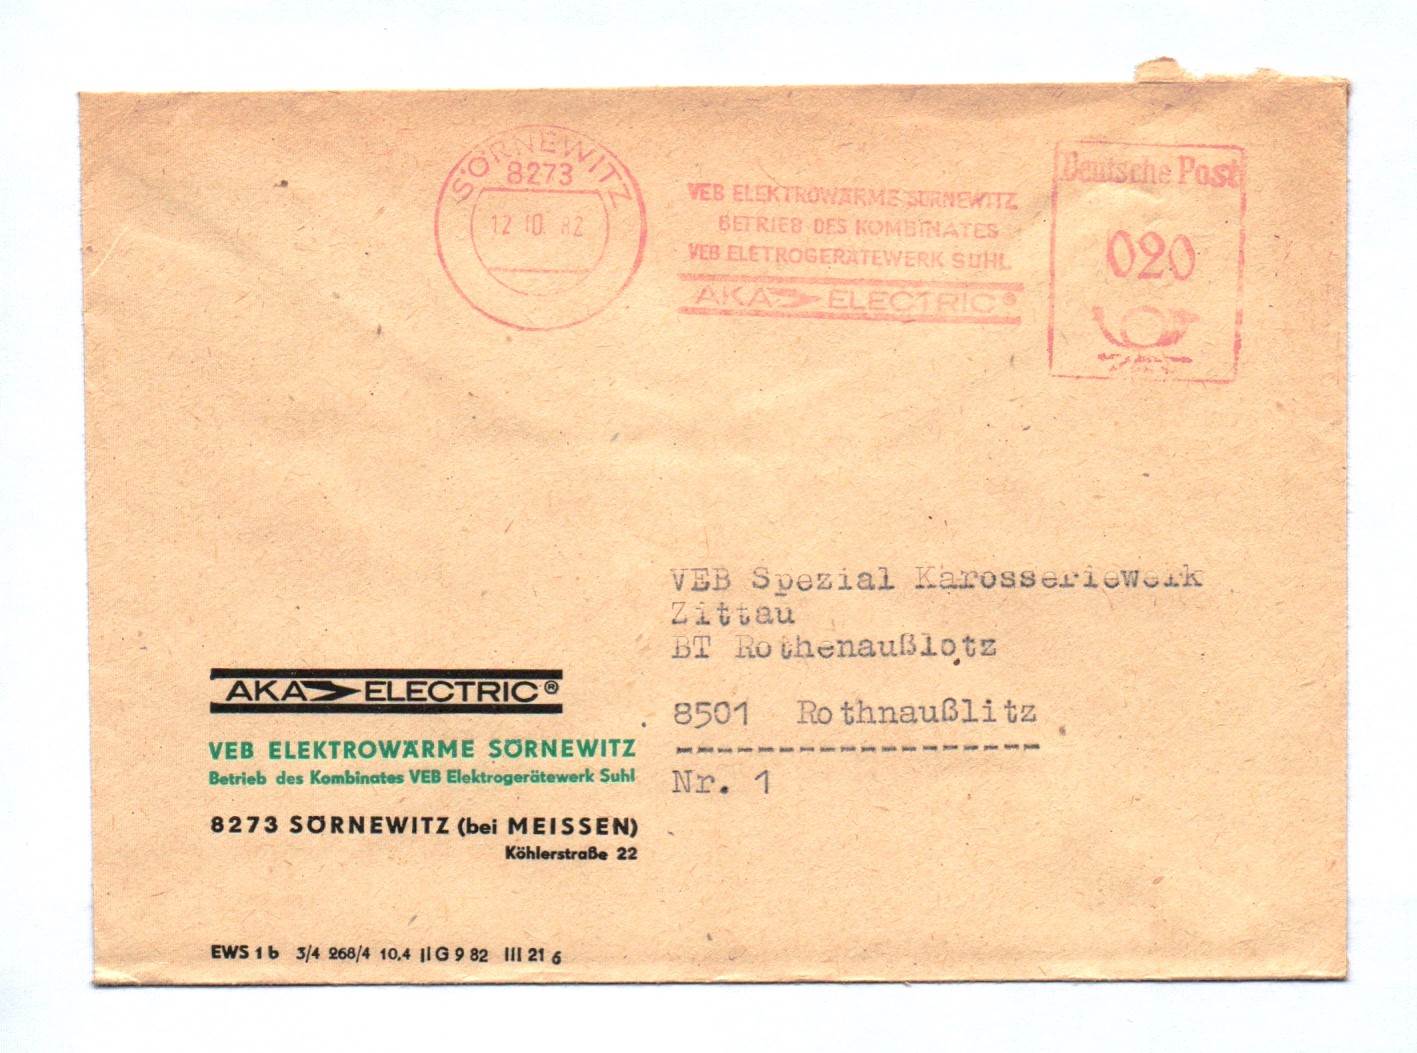 SÖRNEWITZ
8273
12 10. 82
VEB ELEKTROWÄRME SÖRNEWITZ
BETRIEB DES KOMBINATES
VEB ELETROGERÄTEWERK SUHL
AKA ELECTRIC®
Deutsche Post
020
VEB Spezial Karosseriewerk
Zittau
BT Rothenaußlotz
8501 Rothnaußlitz
Nr. 1
AKA ELECTRIC®
VEB ELEKTROWÄRME SÖRNEWITZ
Betrieb des Kombinates VEB Elektrogerätewerk Suhl
8273 SÖRNEWITZ (bei MEISSEN)
Köhlerstraße 22
EWS 1 b 3/4 268/4 10.4 II G 9 82 III 21 6